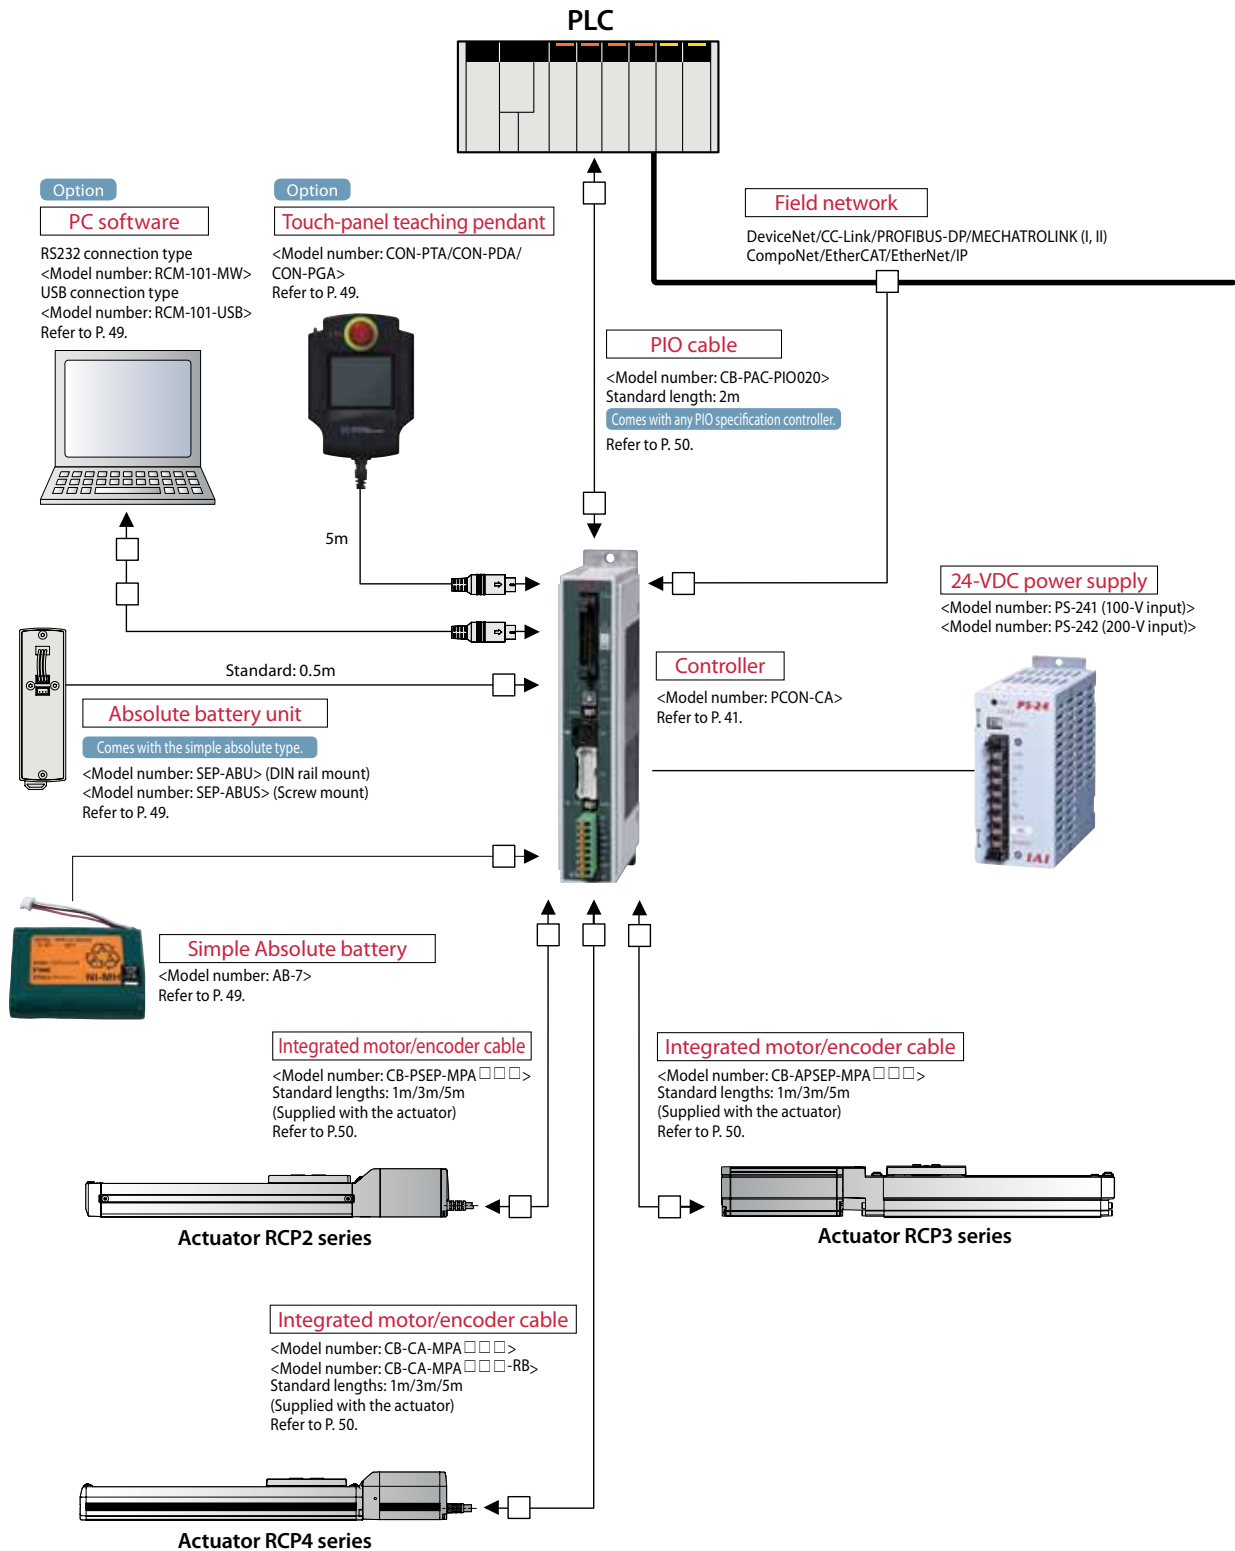 PLC
Option
PC software
RS232 connection type
<Model number: RCM-101-MW>
USB connection type
<Model number: RCM-101-USB>
Refer to P. 49.
Option
Touch-panel teaching pendant
<Model number: CON-PTA/CON-PDA/
CON-PGA>
Refer to P. 49.
Field network
DeviceNet/CC-Link/PROFIBUS-DP/MECHATROLINK (I, II)
CompoNet/EtherCAT/EtherNet/IP
PIO cable
<Model number: CB-PAC-PIO020>
Standard length: 2m
Comes with any PIO specification controller.
Refer to P. 50.
5m
24-VDC power supply
<Model number: PS-241 (100-V input)>
<Model number: PS-242 (200-V input)>
PS-24
IAI
Controller
<Model number: PCON-CA>
Refer to P. 41.
Standard: 0.5m
Absolute battery unit
Comes with the simple absolute type.
<Model number: SEP-ABU> (DIN rail mount)
<Model number: SEP-ABUS> (Screw mount)
Refer to P. 49.
Ni-MH
Simple Absolute battery
<Model number: AB-7>
Refer to P. 49.
Integrated motor/encoder cable
<Model number: CB-PSEP-MPA□□□>
Standard lengths: 1m/3m/5m
(Supplied with the actuator)
Refer to P.50.
Actuator RCP2 series
Integrated motor/encoder cable
<Model number: CB-APSEP-MPA□□□>
Standard lengths: 1m/3m/5m
(Supplied with the actuator)
Refer to P. 50.
Actuator RCP3 series
Integrated motor/encoder cable
<Model number: CB-CA-MPA□□□>
<Model number: CB-CA-MPA□□□-RB>
Standard lengths: 1m/3m/5m
(Supplied with the actuator)
Refer to P. 50.
Actuator RCP4 series